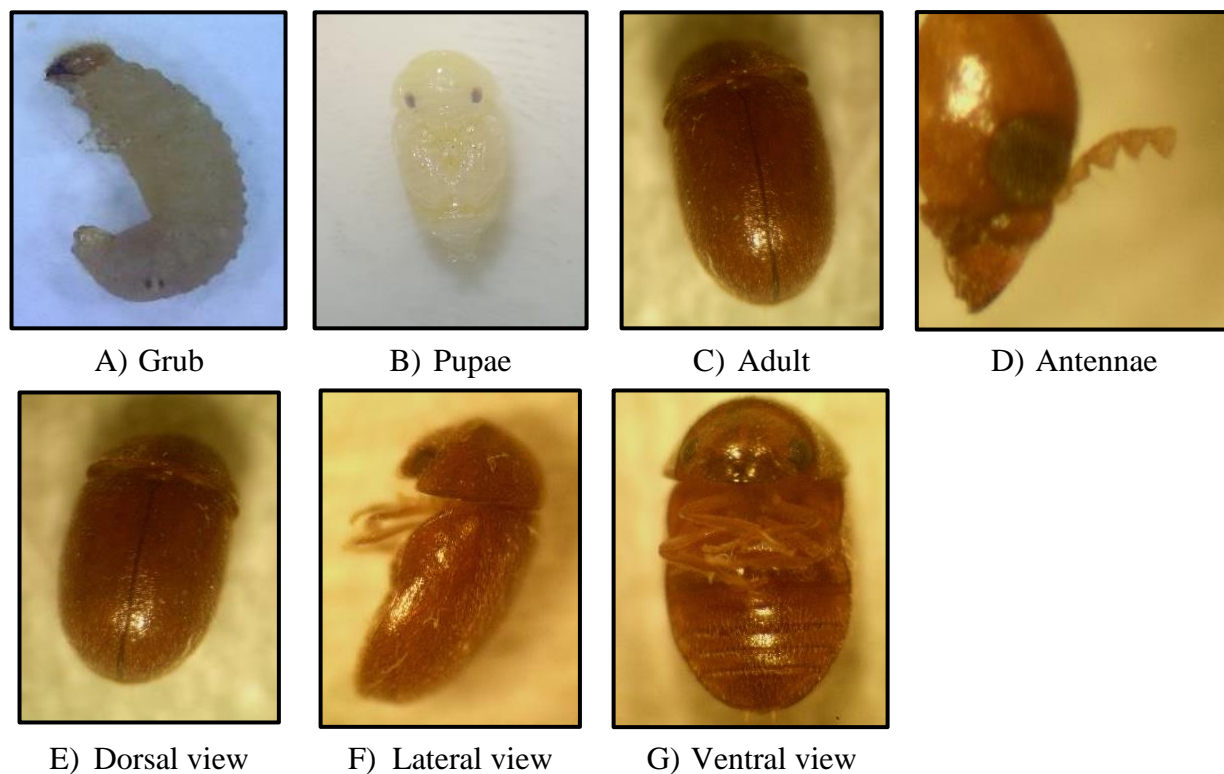 A) Grub
B) Pupae
C) Adult
D) Antennae
E) Dorsal view
F) Lateral view
G) Ventral view